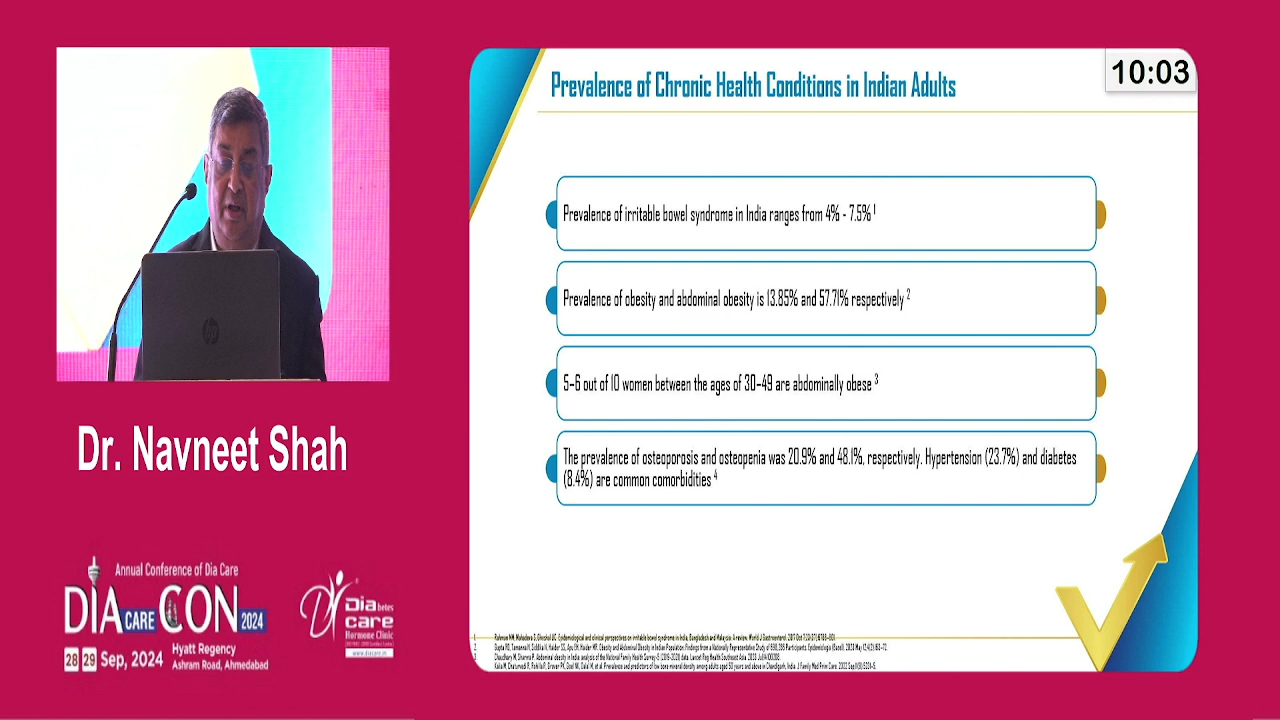 Prevalence of Chronic Health Conditions in Indian Adults
10:03
Prevalence of irritable bowel syndrome in India ranges from 4% - 7.5% 1
Prevalence of obesity and abdominal obesity is 13.85% and 57.71% respectively 2
5–6 out of 10 women between the ages of 30–49 are abdominally obese 3
The prevalence of osteoporosis and osteopenia was 20.9% and 48.1%, respectively. Hypertension (23.7%) and diabetes
(8.4%) are common comorbidities 4
hp
Dr. Navneet Shah
Annual Conference of Dia Care
DIA CARE CON 2024
28 29 Sep, 2024
Hyatt Regency
Ashram Road, Ahmedabad
Diabetes
care
Hormone Clinic
www.diacare.in